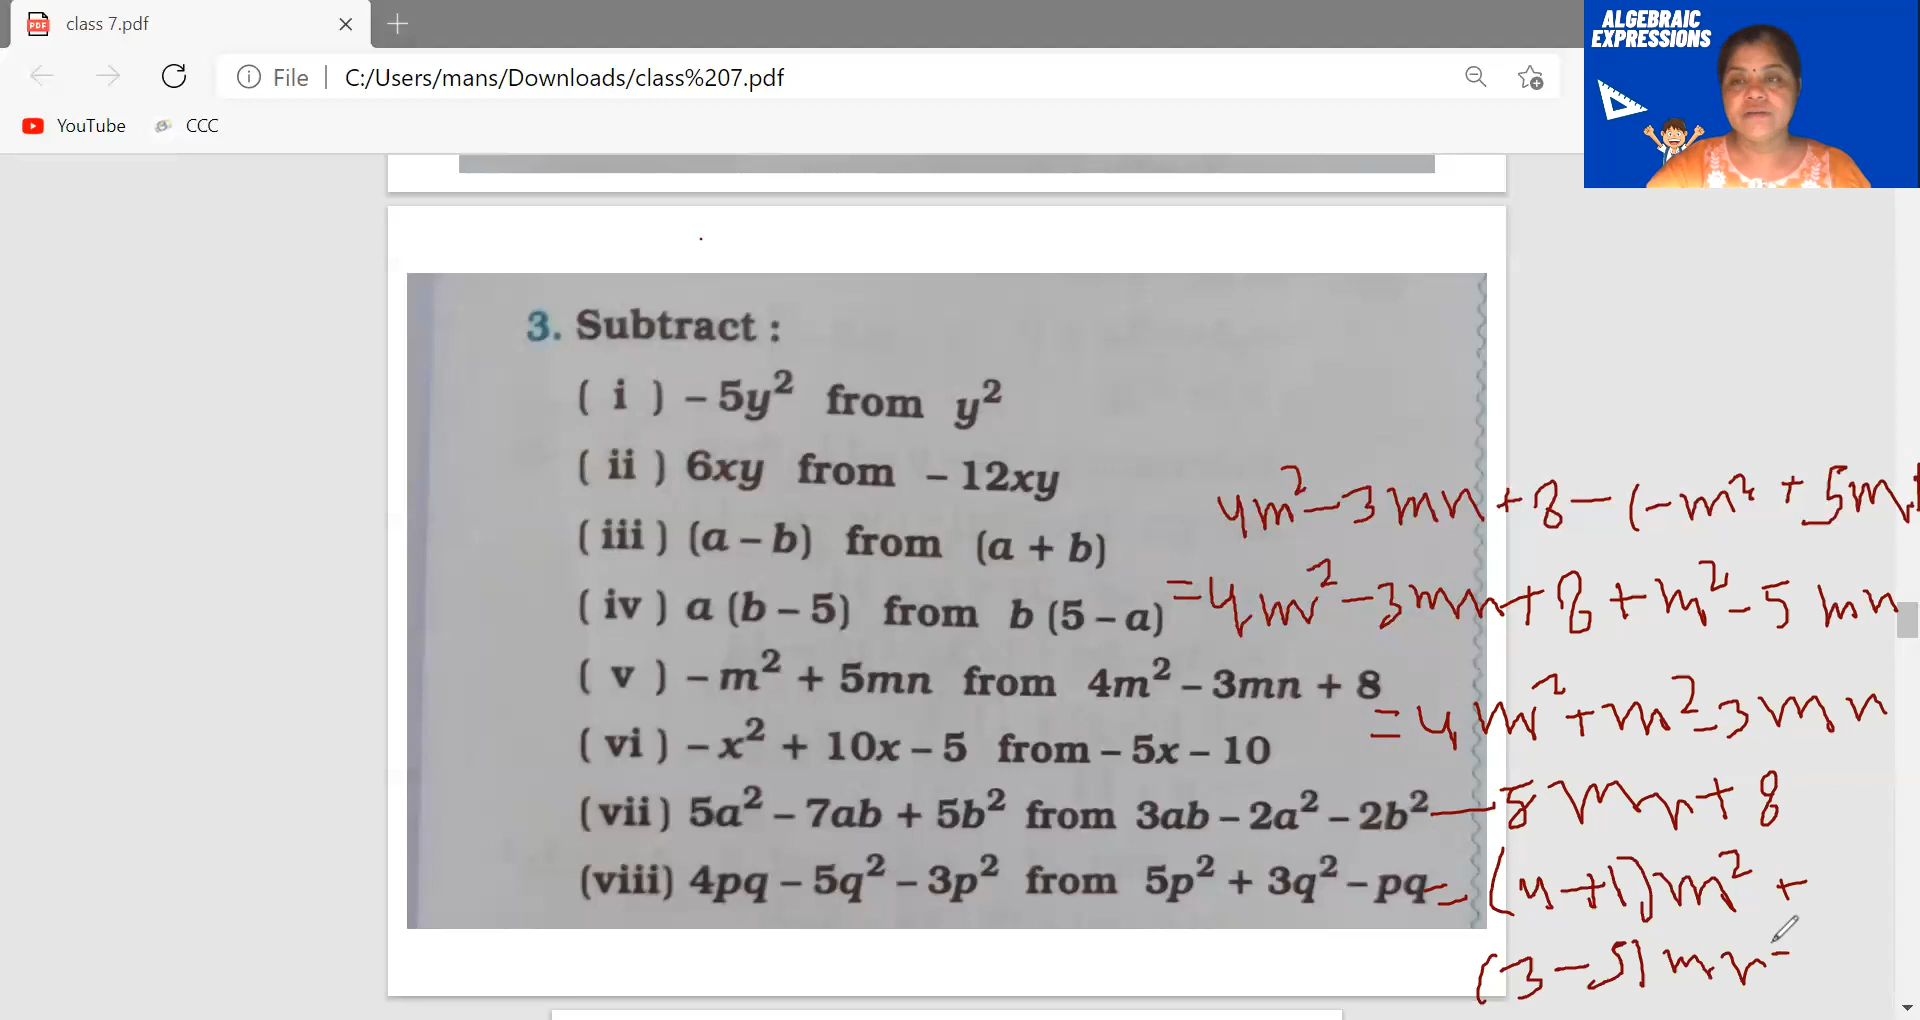 class 7.pdf
File | C:/Users/mans/Downloads/class%207.pdf
YouTube CCC
ALGEBRAIC
EXPRESSIONS
3. Subtract :
( i ) – 5y² from y²
( ii ) 6xy from – 12xy
( iii ) (a – b) from (a + b)
( iv ) a (b – 5) from b (5 – a)
( v ) – m² + 5mn from 4m² – 3mn + 8
( vi ) – x² + 10x – 5 from – 5x – 10
(vii) 5a² – 7ab + 5b² from 3ab – 2a² – 2b²
(viii) 4pq – 5q² – 3p² from 5p² + 3q² – pq
4m² – 3mn + 8 – (– m² + 5m
= 4m² – 3mn + 8 + m² – 5 mn
= 4m² + m² – 3mn
– 5mn + 8
= (4+1)m² +
(3 – 5) mn =